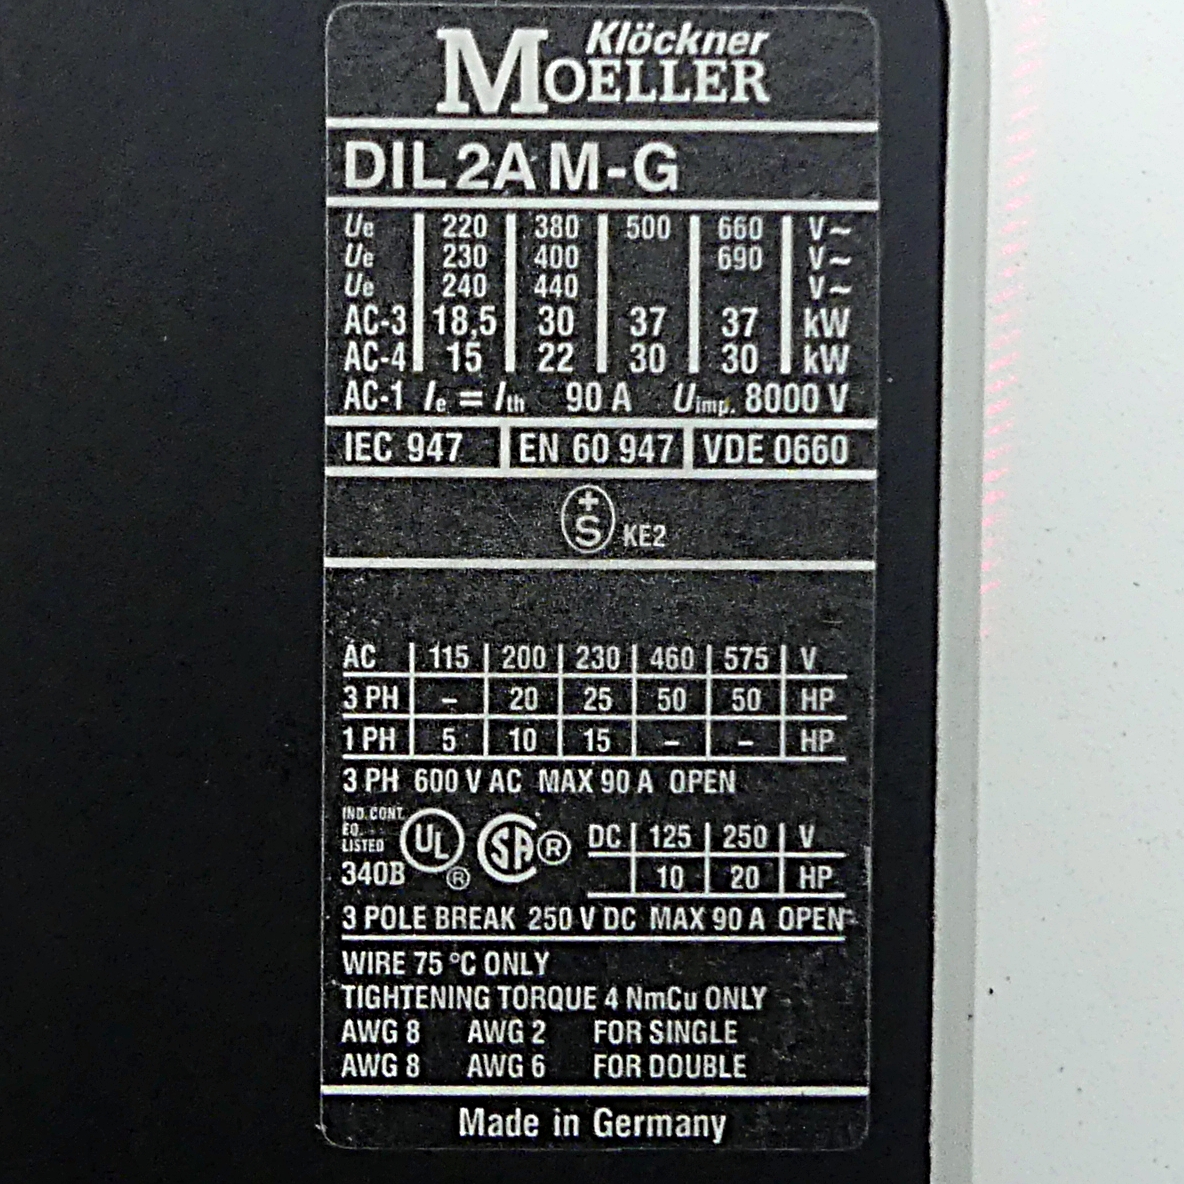 Klöckner
MOELLER
DIL2AM-G
Ue 220 380 500 660 V~
Ue 230 400 690 V~
Ue 240 440 V~
AC-3 18,5 30 37 37 kW
AC-4 15 22 30 30 kW
AC-1 Ie = Ith 90 A Uimp. 8000 V
IEC 947 EN 60 947 VDE 0660
+S KE2
AC 115 200 230 460 575 V
3 PH – 20 25 50 50 HP
1 PH 5 10 15 – – HP
3 PH 600 V AC MAX 90 A OPEN
IND. CONT.
EQ.
LISTED
340B
UL ®
SA ®
DC 125 250 V
10 20 HP
3 POLE BREAK 250 V DC MAX 90 A OPEN
WIRE 75 °C ONLY
TIGHTENING TORQUE 4 NmCu ONLY
AWG 8 AWG 2 FOR SINGLE
AWG 8 AWG 6 FOR DOUBLE
Made in Germany